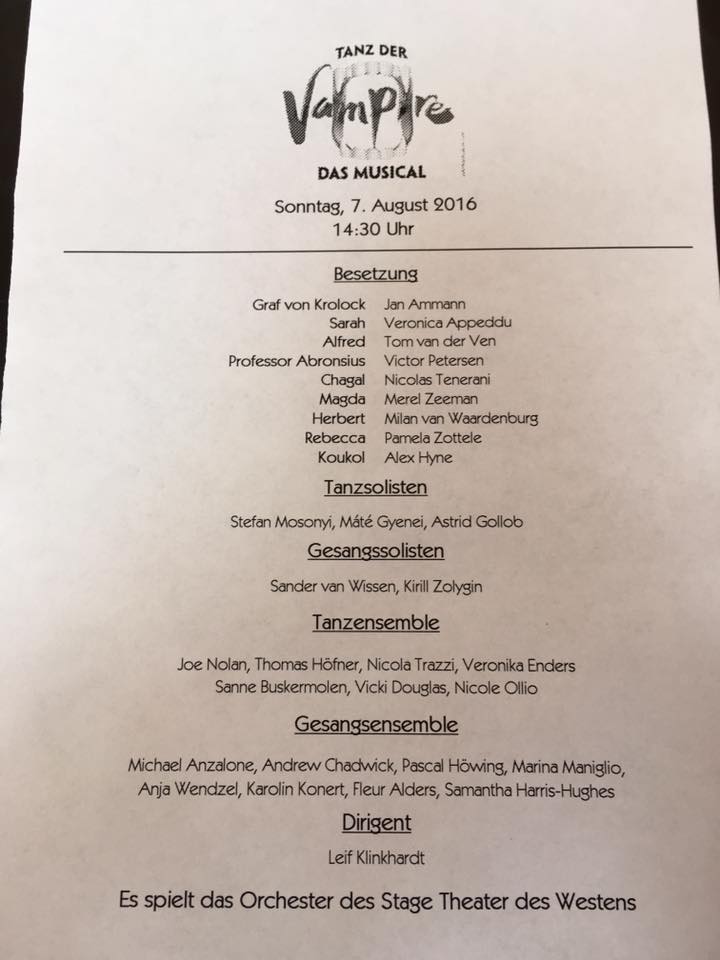 TANZ DER
Vampire
DAS MUSICAL
Sonntag, 7. August 2016
14:30 Uhr
Besetzung
Graf von Krolock Jan Ammann
Sarah Veronica Appeddu
Alfred Tom van der Ven
Professor Abronsius Victor Petersen
Chagal Nicolas Tenerani
Magda Merel Zeeman
Herbert Milan van Waardenburg
Rebecca Pamela Zottele
Koukol Alex Hyne
Tanzsolisten
Stefan Mosonyi, Máté Gyenei, Astrid Gollob
Gesangssolisten
Sander van Wissen, Kirill Zolygin
Tanzensemble
Joe Nolan, Thomas Höfner, Nicola Trazzi, Veronika Enders
Sanne Buskermolen, Vicki Douglas, Nicole Ollio
Gesangsensemble
Michael Anzalone, Andrew Chadwick, Pascal Höwing, Marina Maniglio,
Anja Wendzel, Karolin Konert, Fleur Alders, Samantha Harris-Hughes
Dirigent
Leif Klinkhardt
Es spielt das Orchester des Stage Theater des Westens